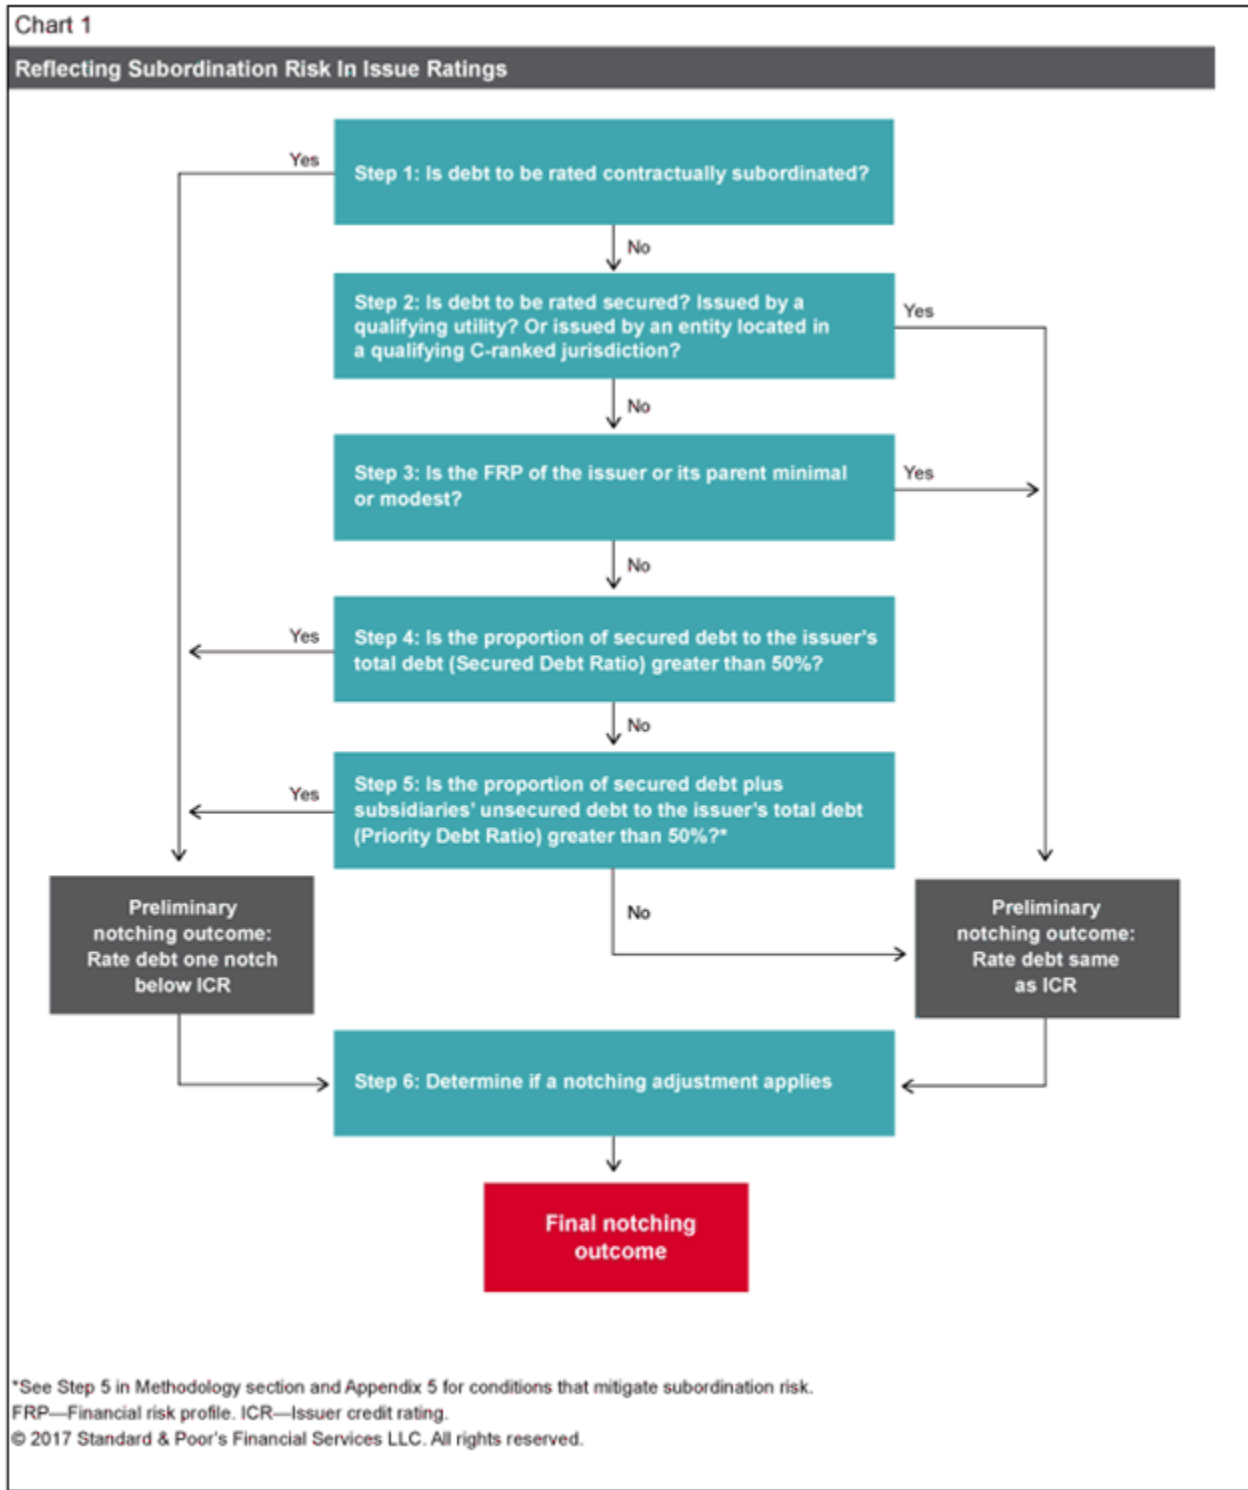 Chart 1
Reflecting Subordination Risk In Issue Ratings
Yes
Step 1: Is debt to be rated contractually subordinated?
No
Step 2: Is debt to be rated secured? Issued by a
qualifying utility? Or issued by an entity located in
a qualifying C-ranked jurisdiction?
Yes
No
Step 3: Is the FRP of the issuer or its parent minimal
or modest?
Yes
No
Yes
Step 4: Is the proportion of secured debt to the issuer's
total debt (Secured Debt Ratio) greater than 50%?
No
Yes
Step 5: Is the proportion of secured debt plus
subsidiaries' unsecured debt to the issuer's total debt
(Priority Debt Ratio) greater than 50%?*
No
Preliminary
notching outcome:
Rate debt one notch
below ICR
Preliminary
notching outcome:
Rate debt same
as ICR
Step 6: Determine if a notching adjustment applies
Final notching
outcome
*See Step 5 in Methodology section and Appendix 5 for conditions that mitigate subordination risk.
FRP—Financial risk profile. ICR—Issuer credit rating.
© 2017 Standard & Poor's Financial Services LLC. All rights reserved.